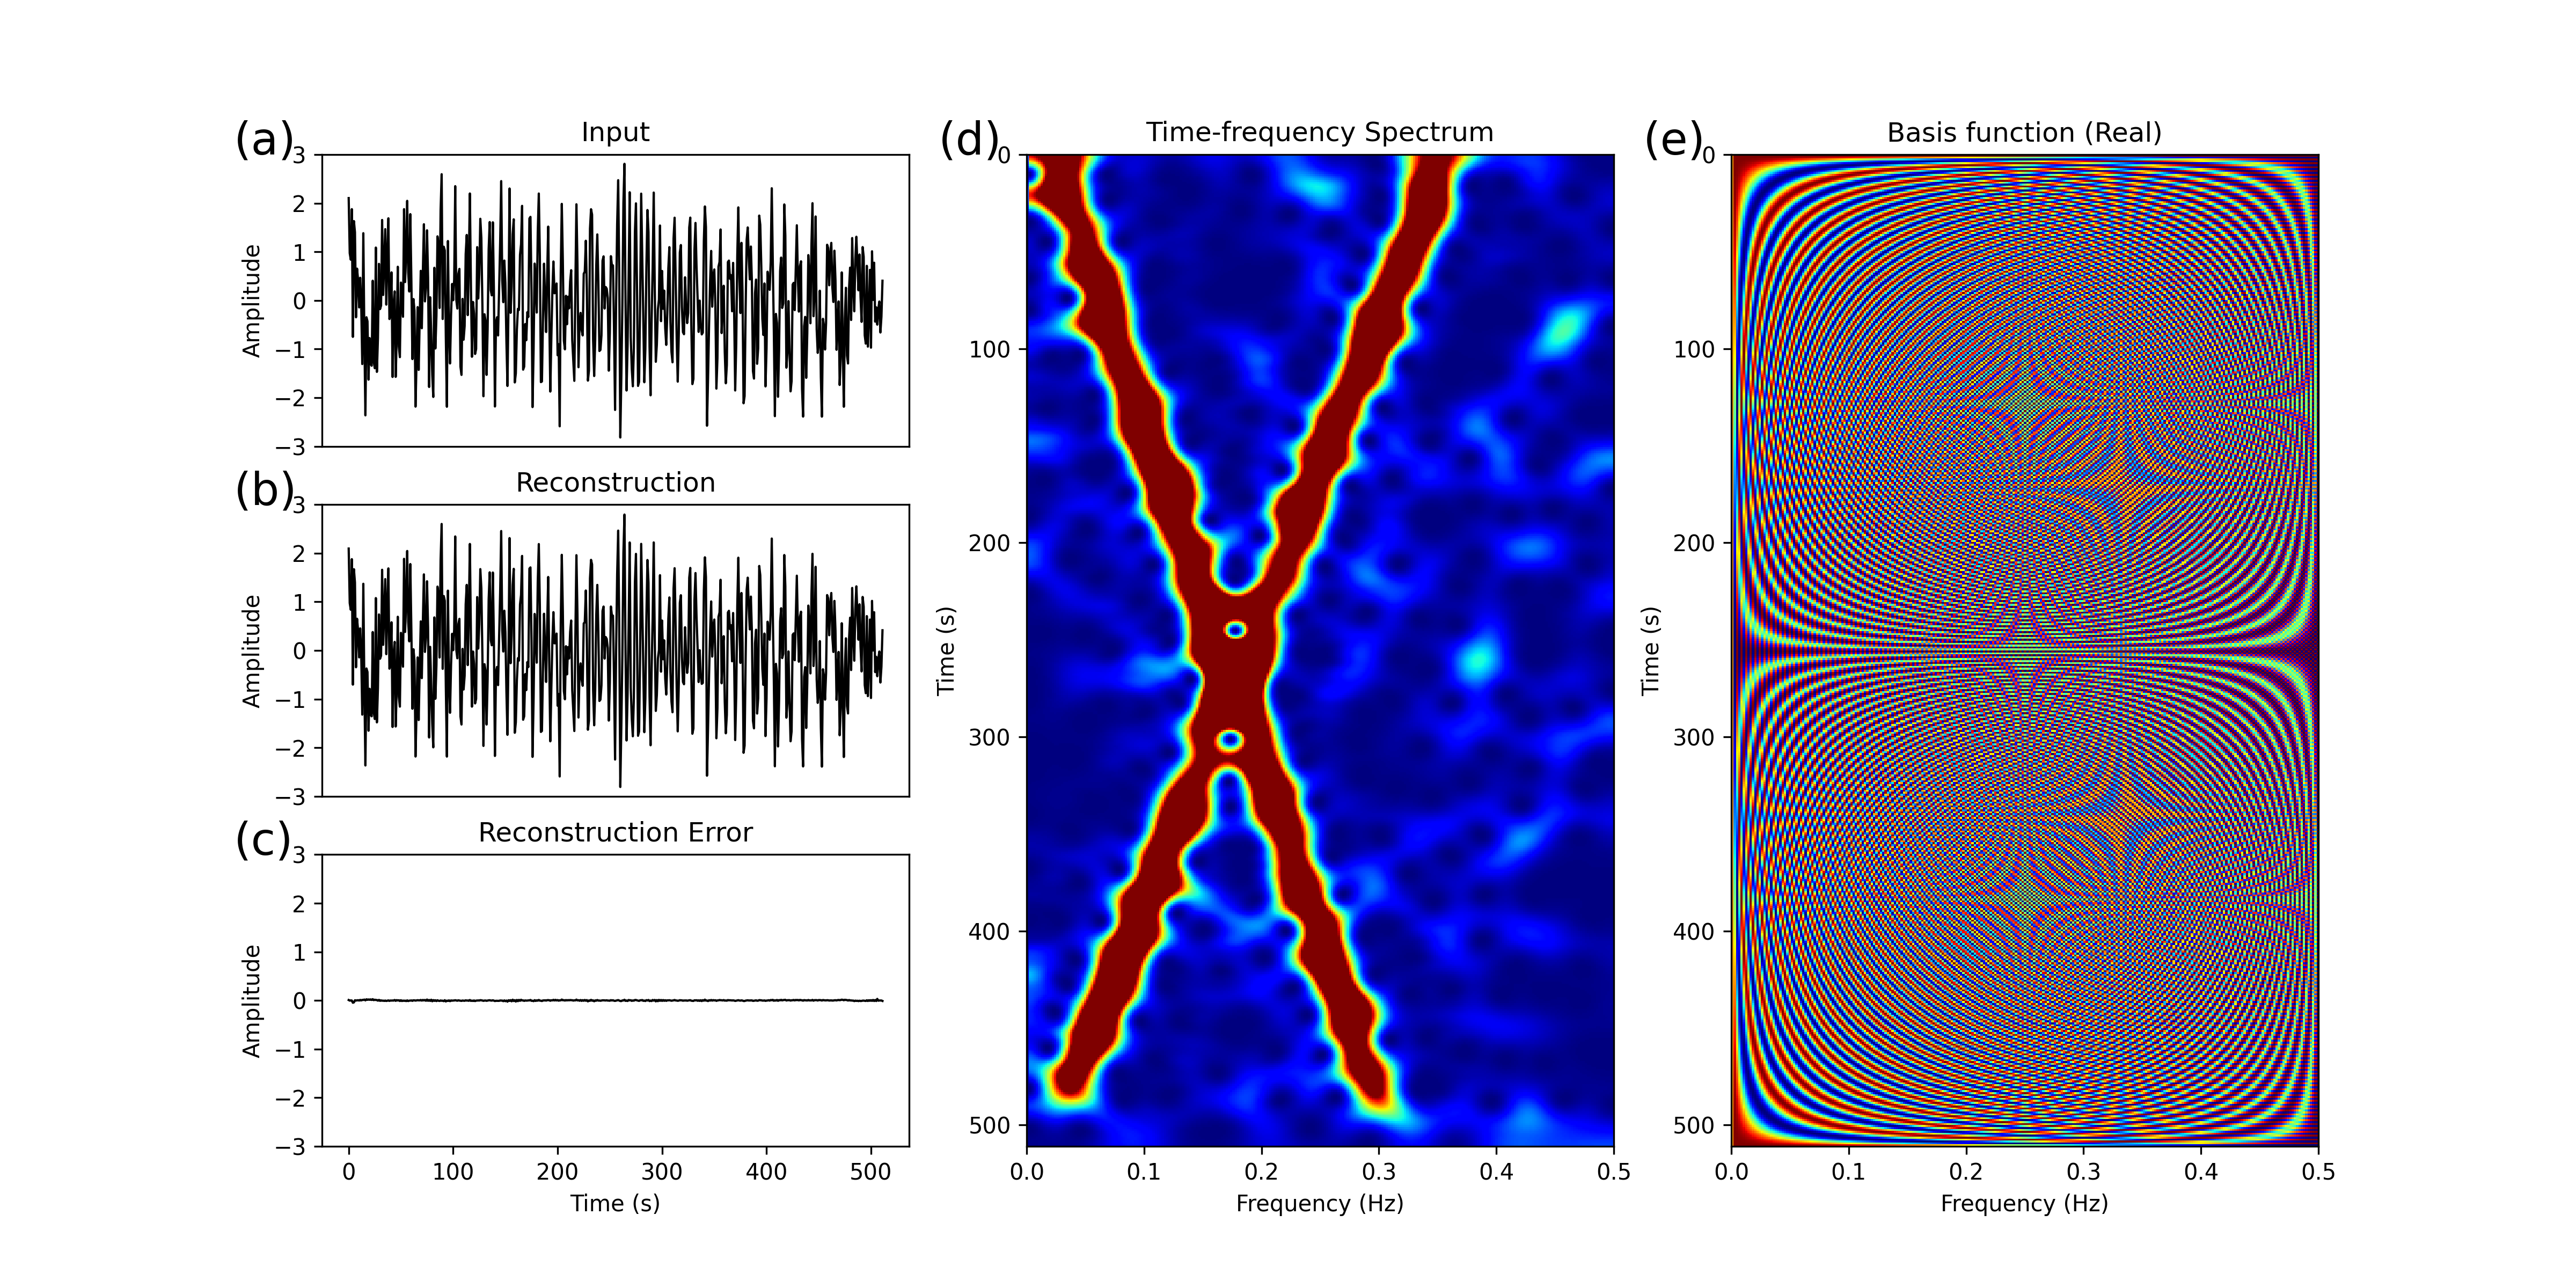 (a)
Input
3
2
1
0
−1
−2
−3
Amplitude
(b)
Reconstruction
3
2
1
0
−1
−2
−3
Amplitude
(c)
Reconstruction Error
3
2
1
0
−1
−2
−3
Amplitude
0 100 200 300 400 500
Time (s)
(d)
Time-frequency Spectrum
0
100
200
300
400
500
Time (s)
0.0 0.1 0.2 0.3 0.4 0.5
Frequency (Hz)
(e)
Basis function (Real)
0
100
200
300
400
500
Time (s)
0.0 0.1 0.2 0.3 0.4 0.5
Frequency (Hz)